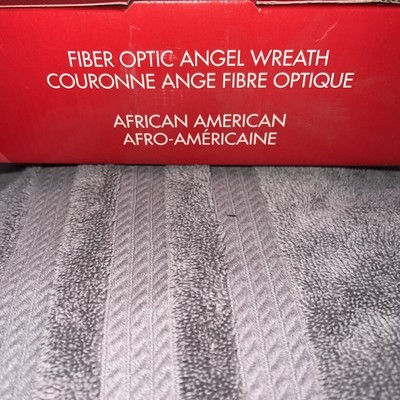 FIBER OPTIC ANGEL WREATH
COURONNE ANGE FIBRE OPTIQUE
AFRICAN AMERICAN
AFRO-AMÉRICAINE